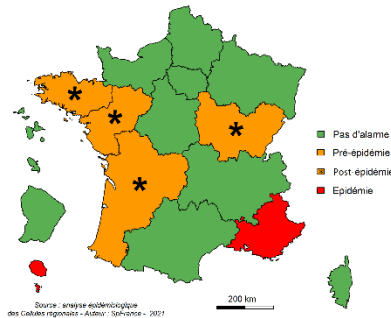 Pas d'alarme
Pré-épidémie
Post-épidémie
Epidémie
Source : analyse épidémiologique
des Cellules régionales - Auteur : SpFrance - 2021
200 km